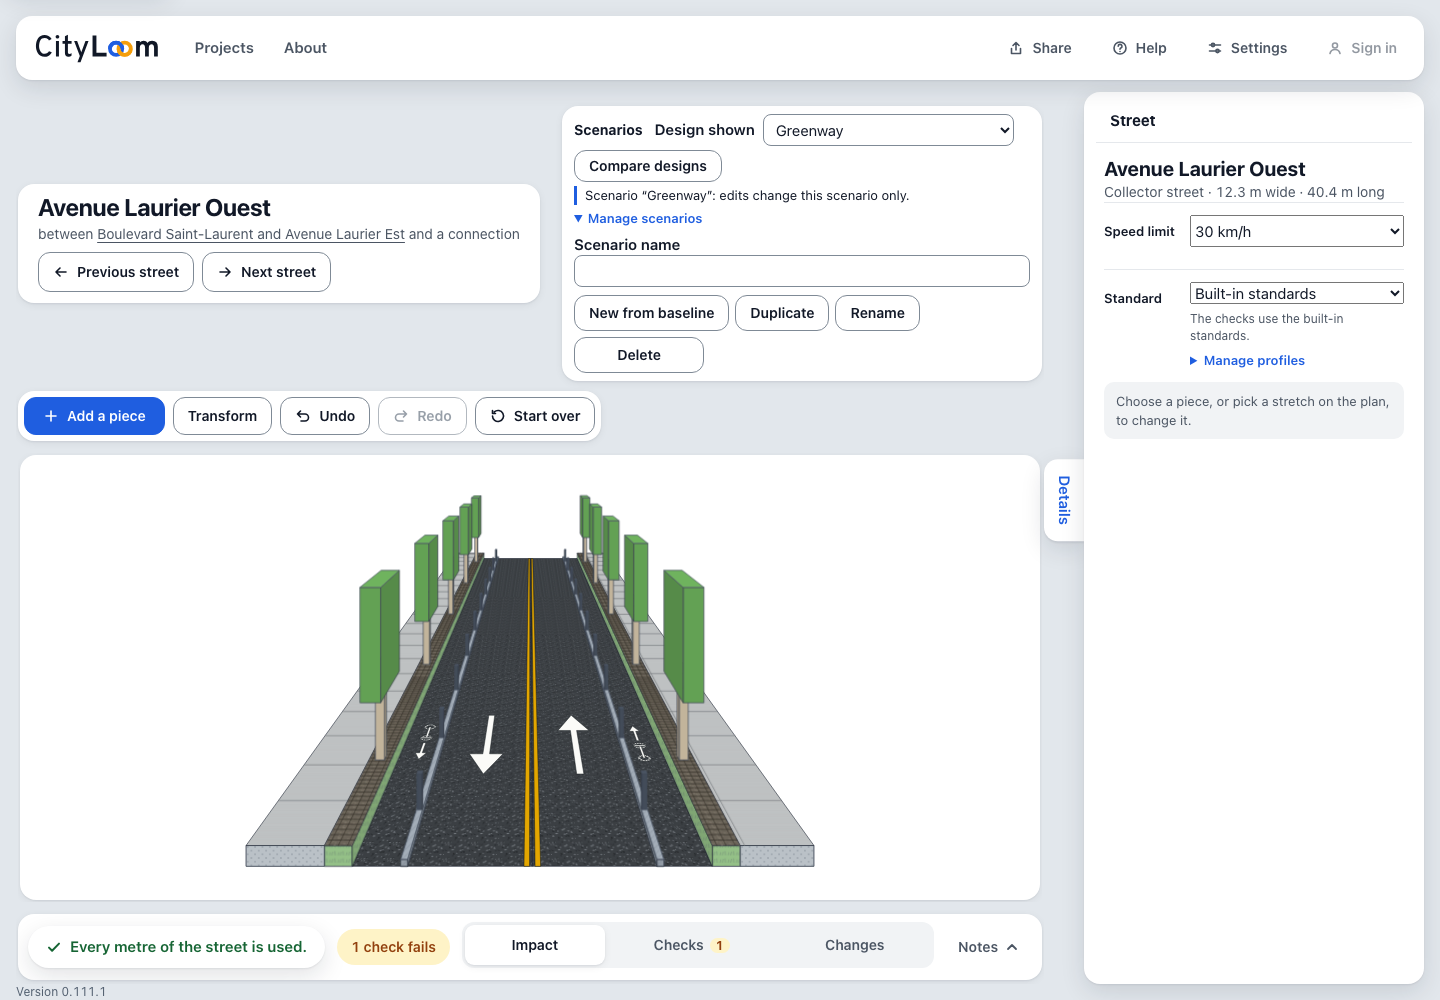 CityLoom
Projects
About
Share
Help
Settings
Sign in
Scenarios
Design shown
Greenway
Compare designs
Scenario “Greenway”: edits change this scenario only.
Manage scenarios
Scenario name
New from baseline
Duplicate
Rename
Delete
Avenue Laurier Ouest
between Boulevard Saint-Laurent and Avenue Laurier Est and a connection
Previous street
Next street
Add a piece
Transform
Undo
Redo
Start over
Details
Street
Avenue Laurier Ouest
Collector street · 12.3 m wide · 40.4 m long
Speed limit
30 km/h
Standard
Built-in standards
The checks use the built-in
standards.
Manage profiles
Choose a piece, or pick a stretch on the plan,
to change it.
Every metre of the street is used.
1 check fails
Impact
Checks 1
Changes
Notes
Version 0.111.1